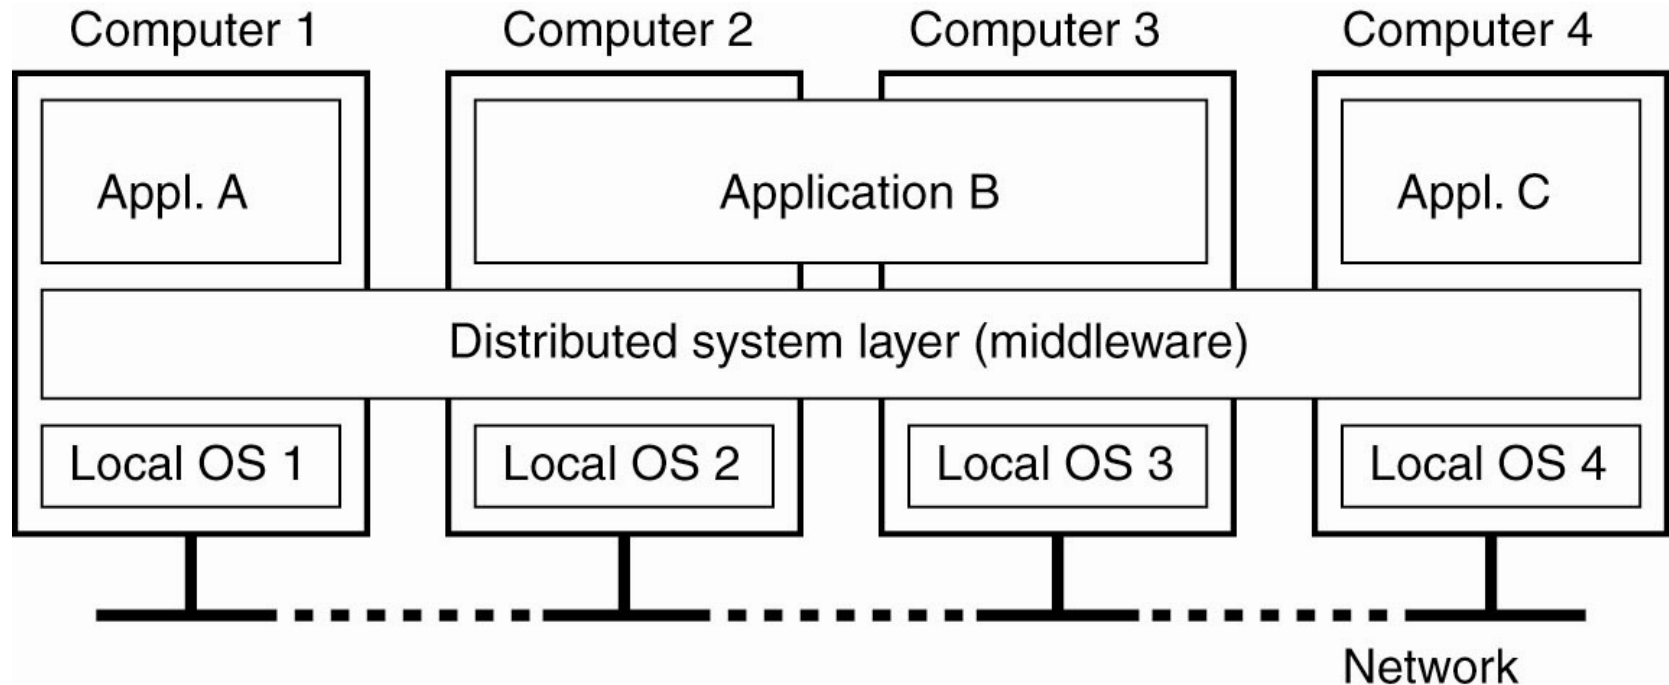 Computer 1
Computer 2
Computer 3
Computer 4
Appl. A
Application B
Appl. C
Distributed system layer (middleware)
Local OS 1
Local OS 2
Local OS 3
Local OS 4
Network